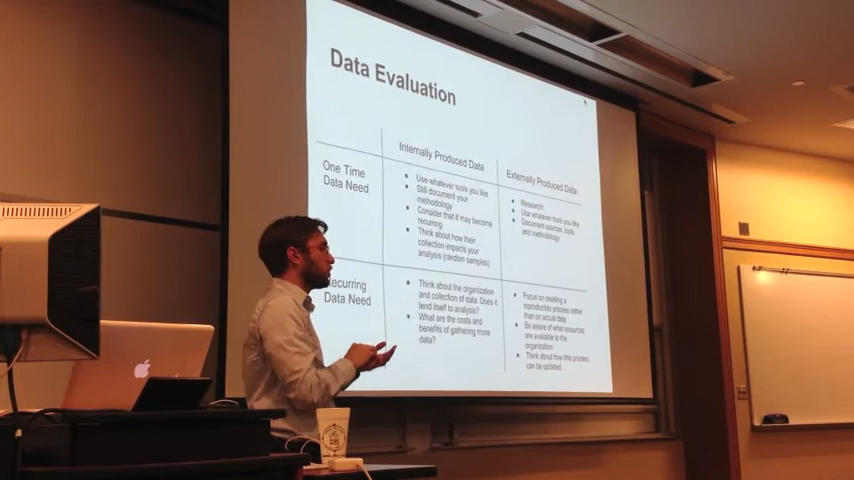 Data Evaluation
Internally Produced Data
Externally Produced Data
One Time
Data Need
Use whatever tools you like
Still document your
methodology
Consider that it may become
recurring
Think about how their
collection impacts your
analysis (random samples)
Research!
Use whatever tools you like
Document sources, tools
and methodology
Recurring
Data Need
Think about the organization
and collection of data. Does it
lend itself to analysis?
What are the costs and
benefits of gathering more
data?
Focus on creating a
reproducible process rather
than on actual data
Be aware of what resources
are available to the
organization
Think about how this process
can be updated